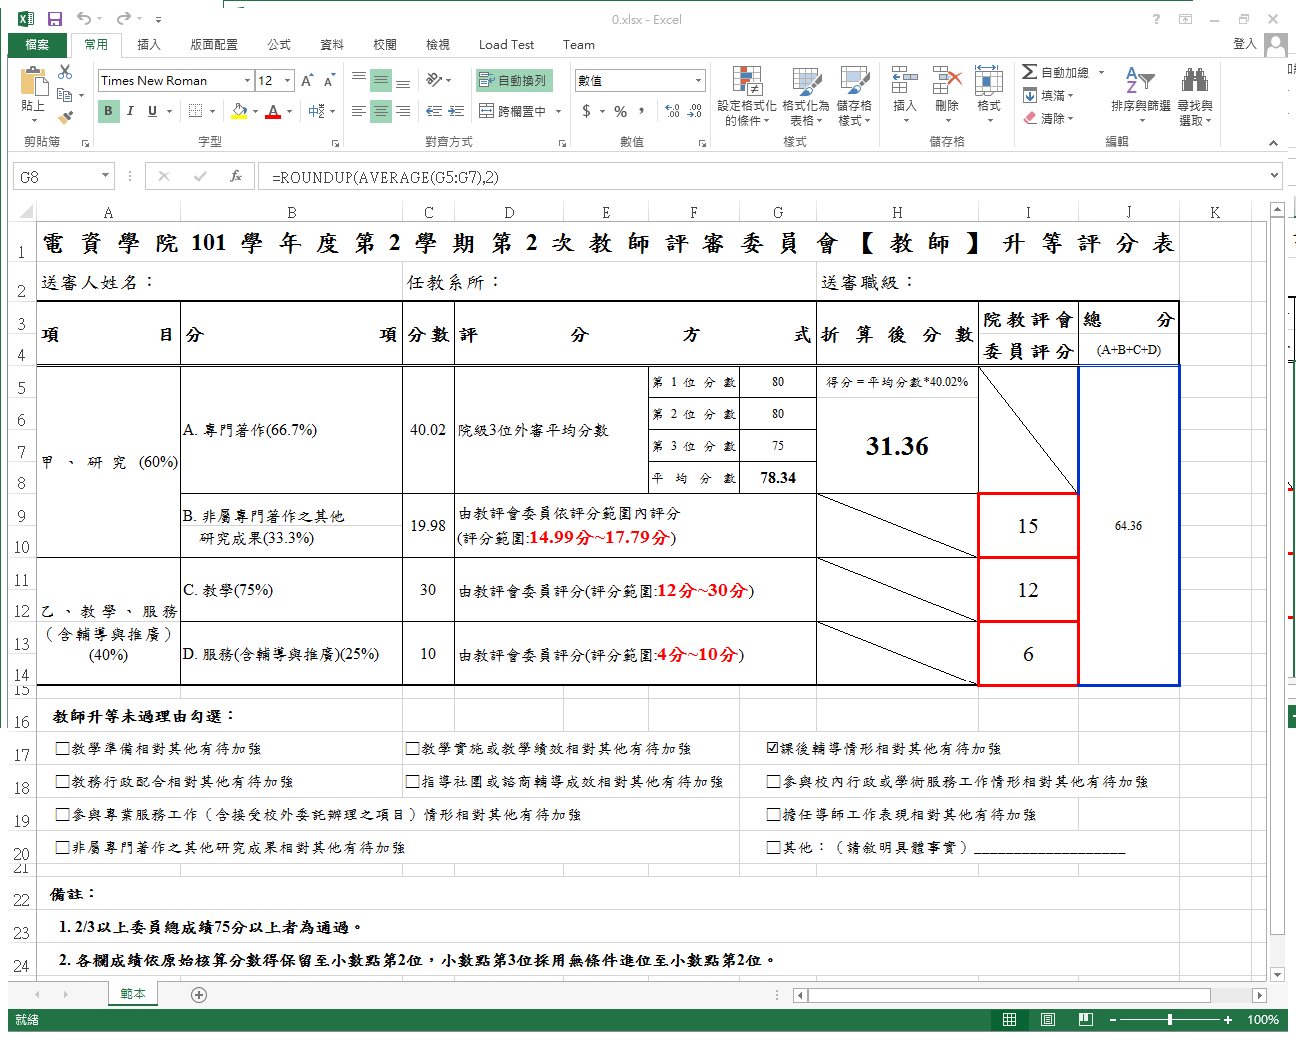 0.xlsx - Excel
檔案 常用 插入 版面配置 公式 資料 校閱 檢視 Load Test Team 登入
貼上 Times New Roman 12 自動換列 數值 設定格式化的條件 格式化為表格 儲存格樣式 插入 刪除 格式 自動加總 填滿 清除 排序與篩選 尋找與選取
B I U 跨欄置中 $ %
剪貼簿 字型 對齊方式 數值 樣式 儲存格 編輯
G8 fx =ROUNDUP(AVERAGE(G5:G7),2)
A B C D E F G H I J K
1 電資學院101學年度第2學期第2次教師評審委員會【教師】升等評分表
2 送審人姓名： 任教系所： 送審職級：
3 項目 分項 分數 評分方式 折算後分數 院教評會 總分
4 委員評分 (A+B+C+D)
5 第1位分數 80 得分=平均分數*40.02%
6 A. 專門著作(66.7%) 40.02 院級3位外審平均分數 第2位分數 80
7 甲、研究(60%) 第3位分數 75 31.36
8 平均分數 78.34
9 B. 非屬專門著作之其他 19.98 由教評會委員依評分範圍內評分 15 64.36
10 研究成果(33.3%) (評分範圍:14.99分~17.79分)
11 C. 教學(75%) 30 由教評會委員評分(評分範圍:12分~30分) 12
12 乙、教學、服務
13 （含輔導與推廣） D. 服務(含輔導與推廣)(25%) 10 由教評會委員評分(評分範圍:4分~10分) 6
14 (40%)
15
16 教師升等未過理由勾選：
17 □教學準備相對其他有待加強 □教學實施或教學績效相對其他有待加強 ☑課後輔導情形相對其他有待加強
18 □教務行政配合相對其他有待加強 □指導社團或諮商輔導成效相對其他有待加強 □參與校內行政或學術服務工作情形相對其他有待加強
19 □參與專業服務工作（含接受校外委託辦理之項目）情形相對其他有待加強 □擔任導師工作表現相對其他有待加強
20 □非屬專門著作之其他研究成果相對其他有待加強 □其他：（請敘明具體事實）___________________
21
22 備註：
23 1. 2/3以上委員總成績75分以上者為通過。
24 2. 各欄成績依原始核算分數得保留至小數點第2位，小數點第3位採用無條件進位至小數點第2位。
範本
就緒 100%